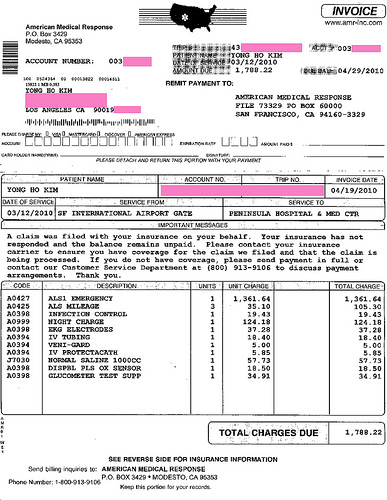 INVOICE
www.amr-inc.com
American Medical Response
P.O. Box 3429
Modesto, CA 95353
ACCOUNT NUMBER: 003
TRIP# 43 ACCT # 003
PATIENT NAME YONG HO KIM
DATE OF SERVICE 03/12/2010
AMOUNT DUE 1,788.22 DUE DATE 04/29/2010
REMIT PAYMENT TO:
YONG HO KIM
LOS ANGELES CA 90019
AMERICAN MEDICAL RESPONSE
FILE 73329 PO BOX 60000
SAN FRANCISCO, CA 94160-3329
PLEASE CHARGE MY: VISA MASTERCARD DISCOVER AMERICAN EXPRESS
ACCOUNT EXPIRATION DATE AMOUNT PAID $
CARD HOLDER NAME (PRINT) SIGNATURE
PLEASE DETACH AND RETURN THIS PORTION WITH YOUR PAYMENT
PATIENT NAME ACCOUNT NO. TRIP NO. INVOICE DATE
YONG HO KIM 04/19/2010
DATE OF SERVICE SERVICE FROM SERVICE TO
03/12/2010 SF INTERNATIONAL AIRPORT GATE PENINSULA HOSPITAL & MED CTR
IMPORTANT MESSAGES
A claim was filed with your insurance on your behalf. Your insurance has not
responded and the balance remains unpaid. Please contact your insurance
carrier to ensure you have coverage for the claim we filed and that the claim is
being processed. If you do not have coverage, please send payment in full or
contact our Customer Service Department at (800) 913-9106 to discuss payment
arrangements. Thank you.
CODE DESCRIPTION UNITS UNIT CHARGE TOTAL CHARGE
A0427 ALS1 EMERGENCY 1 1,361.64 1,361.64
A0425 ALS MILEAGE 3 35.10 105.30
A0398 INFECTION CONTROL 1 19.43 19.43
A0999 NIGHT CHARGE 1 124.18 124.18
A0398 EKG ELECTRODES 1 37.28 37.28
A0394 IV TUBING 1 18.40 18.40
A0394 VENI-GARD 1 5.00 5.00
A0394 IV PROTECTACATH 1 5.85 5.85
J7030 NORMAL SALINE 1000CC 1 57.73 57.73
A0398 DISPBL PLS OX SENSOR 1 18.50 18.50
A0398 GLUCOMETER TEST SUPP 1 34.91 34.91
TOTAL CHARGES DUE 1,788.22
SEE REVERSE SIDE FOR INSURANCE INFORMATION
Send billing inquiries to: AMERICAN MEDICAL RESPONSE
P.O. BOX 3429 * MODESTO, CA 95353
Phone Number: 1-800-913-9106
Keep this portion for your records.